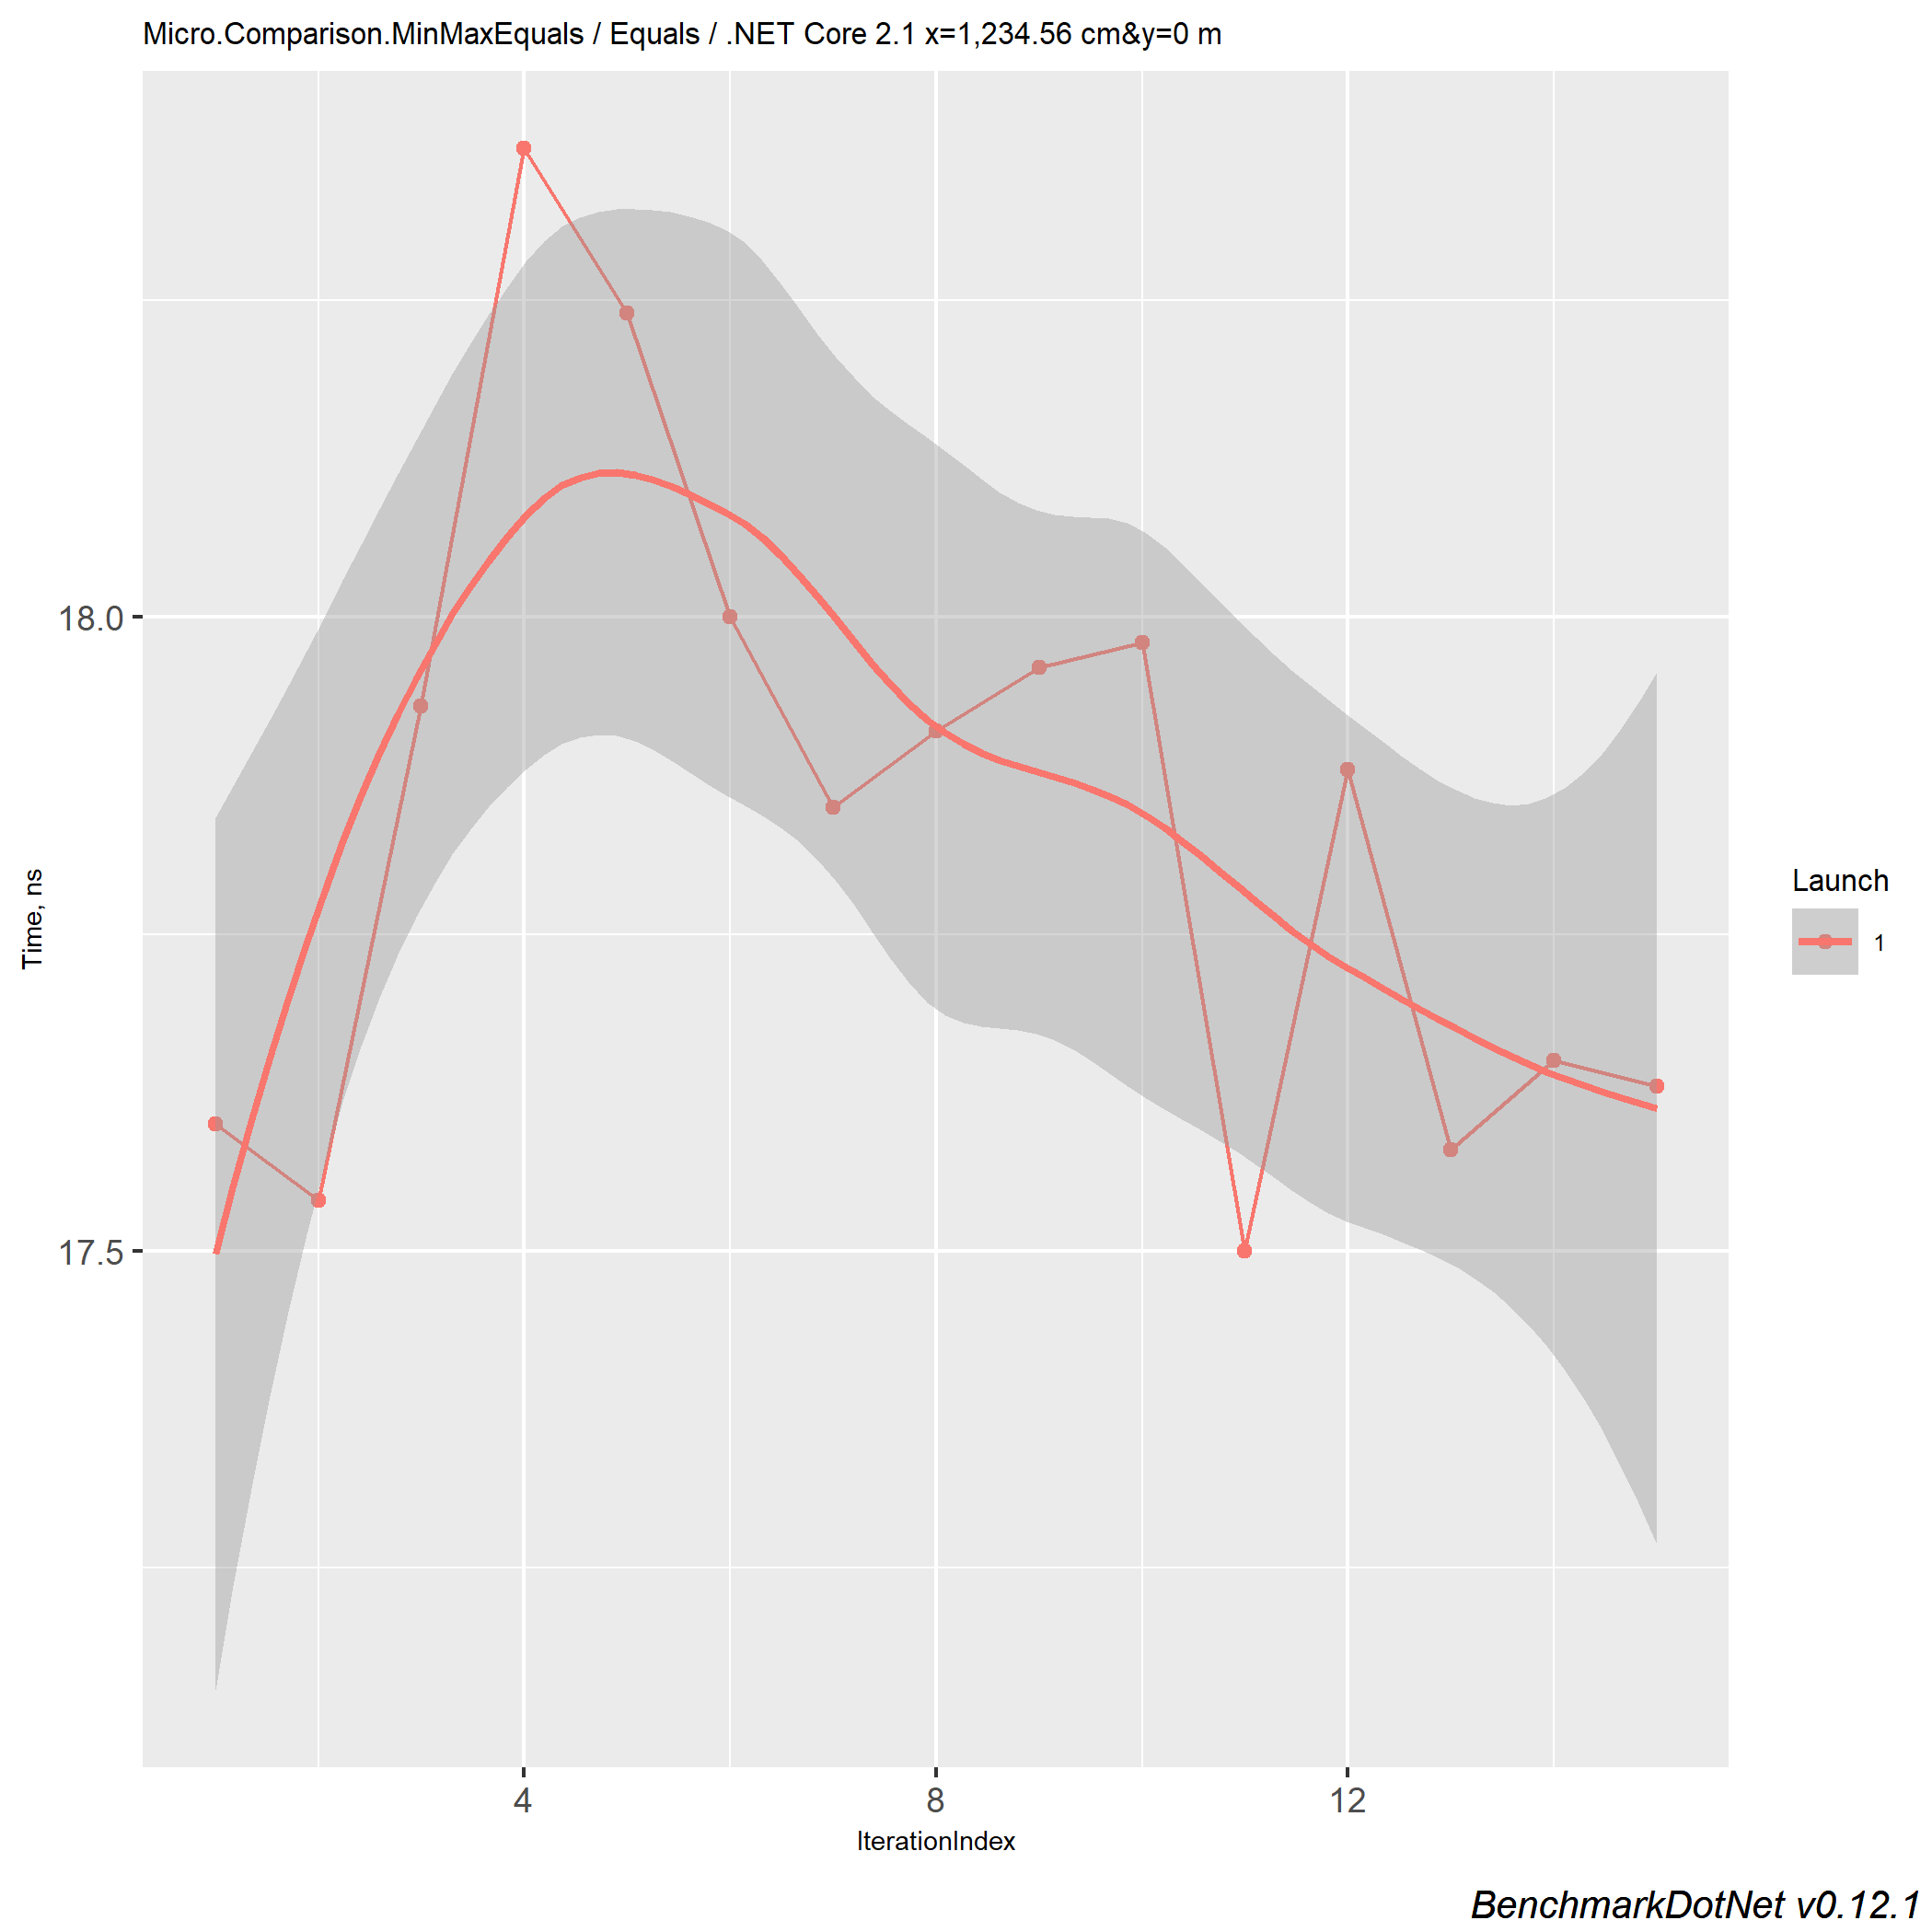 Micro.Comparison.MinMaxEquals / Equals / .NET Core 2.1 x=1,234.56 cm&y=0 m
18.0
17.5
Time, ns
4
8
12
IterationIndex
Launch
1
BenchmarkDotNet v0.12.1